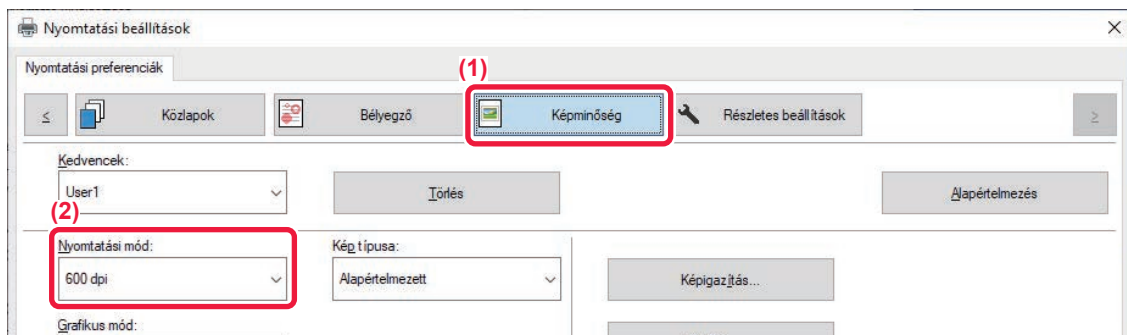 Nyomtatási beállítások
Nyomtatási preferenciák
(1)
<
Közlapok
Bélyegző
Képminőség
Részletes beállítások
>
Kedvencek:
User1
Törlés
Alapértelmezés
(2)
Nyomtatási mód:
Kép típusa:
600 dpi
Alapértelmezett
Képigazítás...
Grafikus mód: